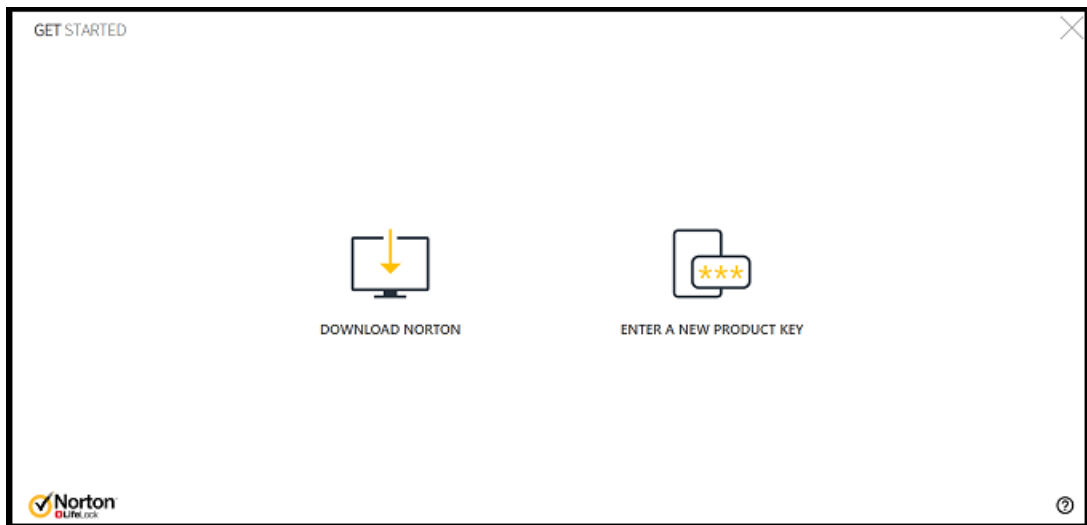 GET STARTED
***
DOWNLOAD NORTON
ENTER A NEW PRODUCT KEY
Norton
LifeLock
?